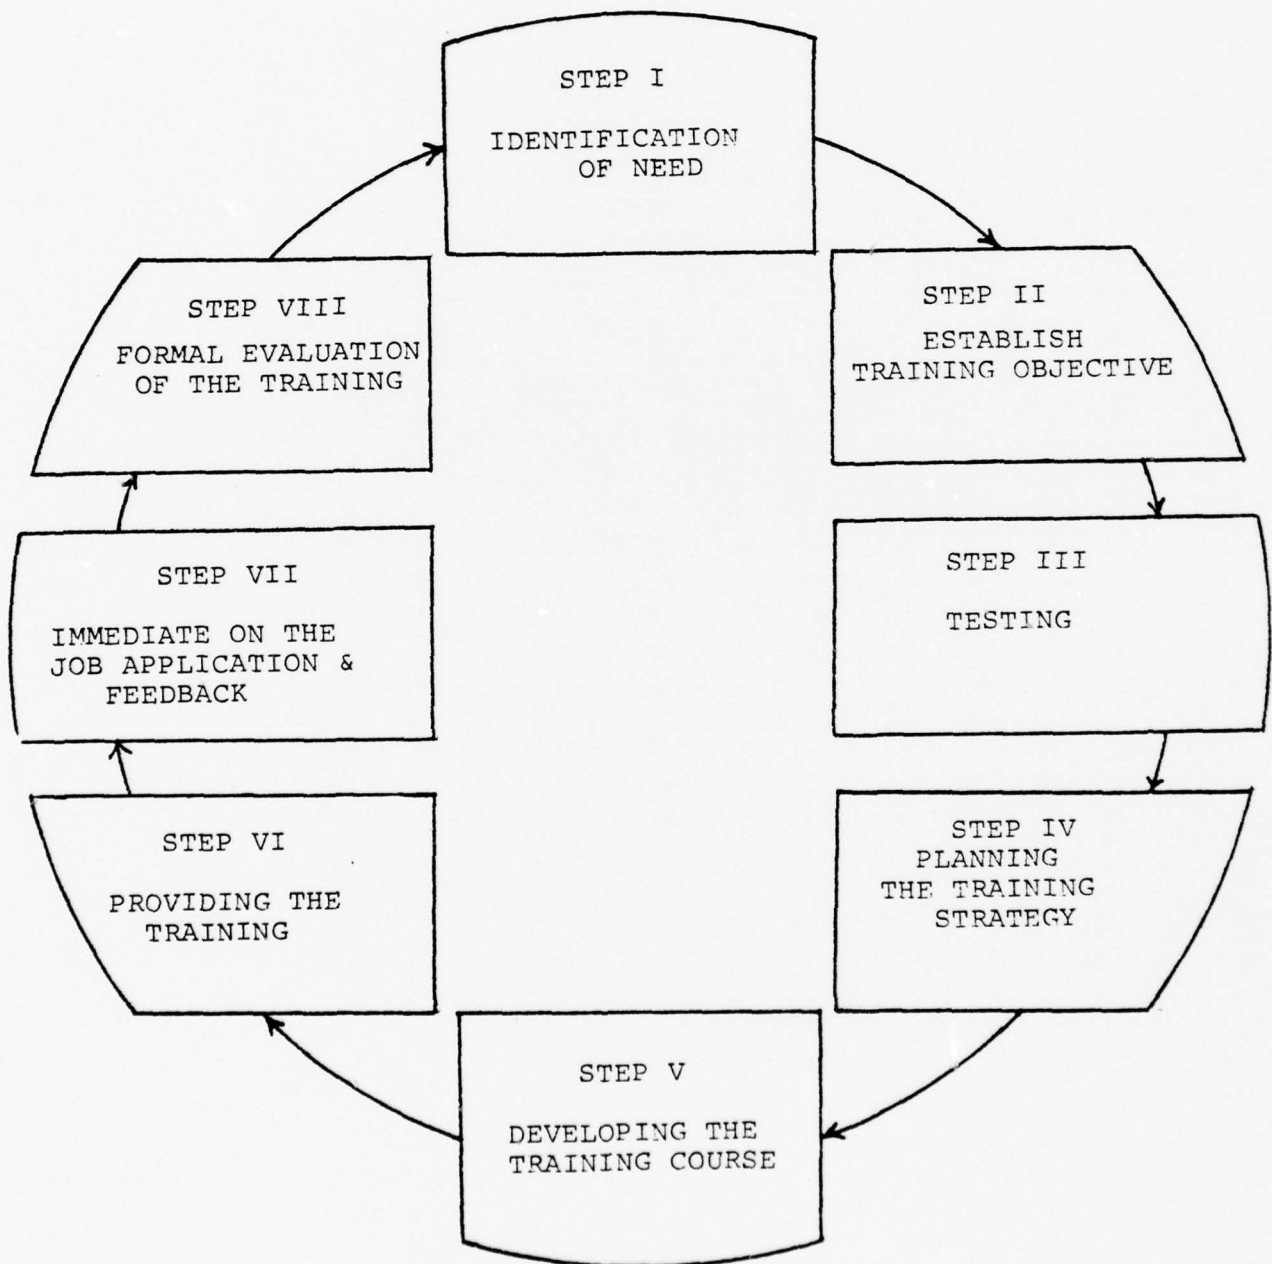 STEP I
IDENTIFICATION
OF NEED
STEP II
ESTABLISH
TRAINING OBJECTIVE
STEP III
TESTING
STEP IV
PLANNING
THE TRAINING
STRATEGY
STEP V
DEVELOPING THE
TRAINING COURSE
STEP VI
PROVIDING THE
TRAINING
STEP VII
IMMEDIATE ON THE
JOB APPLICATION &
FEEDBACK
STEP VIII
FORMAL EVALUATION
OF THE TRAINING